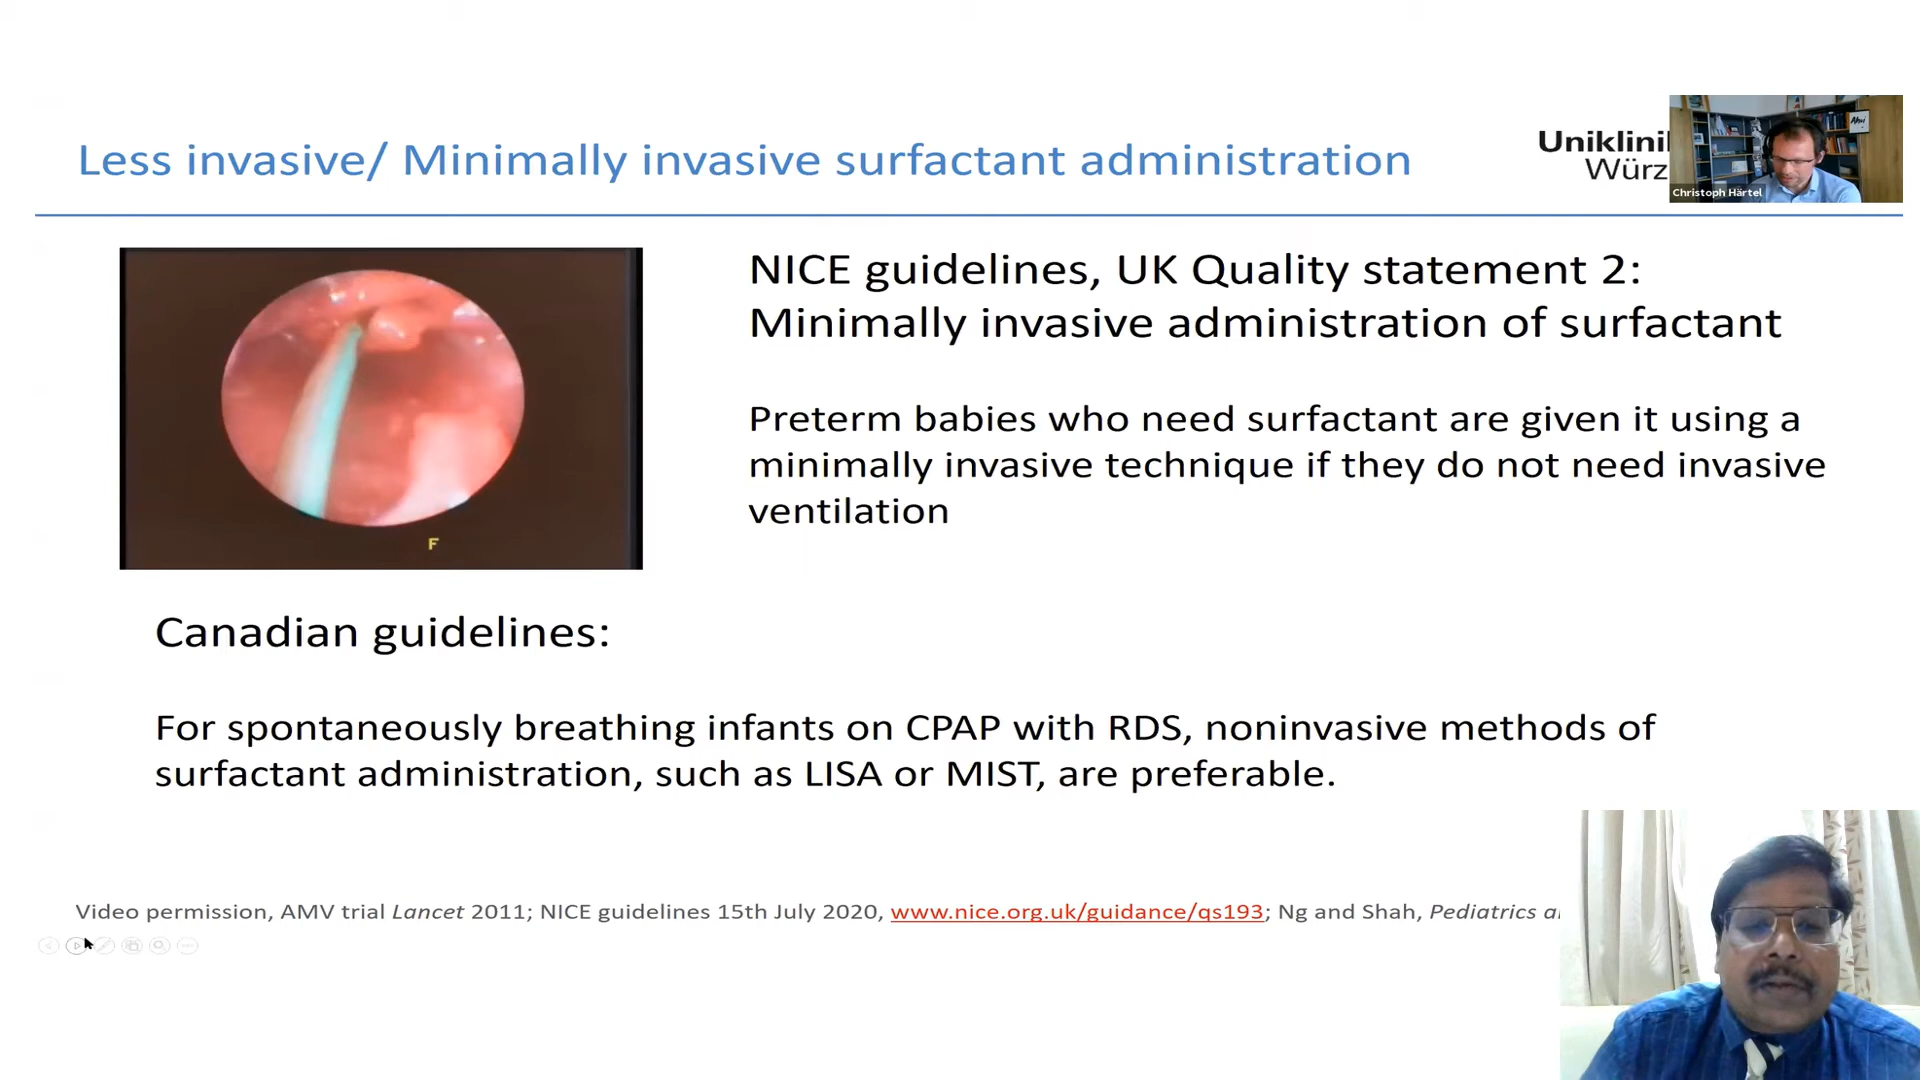 Less invasive/ Minimally invasive surfactant administration
Uniklini
Würz
Christoph Härtel
NICE guidelines, UK Quality statement 2:
Minimally invasive administration of surfactant
Preterm babies who need surfactant are given it using a
minimally invasive technique if they do not need invasive
ventilation
F
Canadian guidelines:
For spontaneously breathing infants on CPAP with RDS, noninvasive methods of
surfactant administration, such as LISA or MIST, are preferable.
Video permission, AMV trial Lancet 2011; NICE guidelines 15th July 2020, www.nice.org.uk/guidance/qs193; Ng and Shah, Pediatrics a